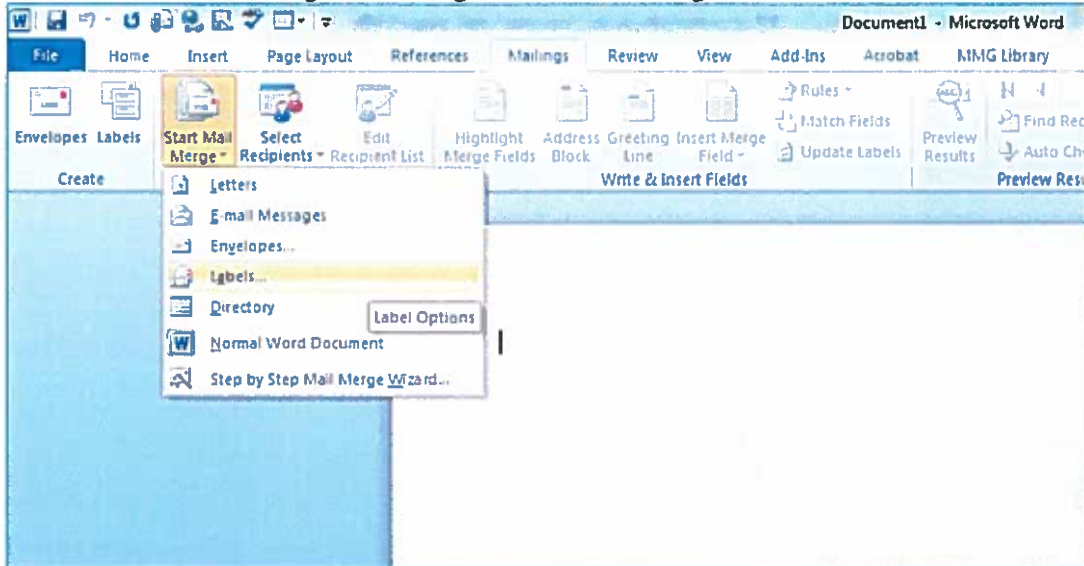 Document1 - Microsoft Word
File Home Insert Page Layout References Mailings Review View Add-Ins Acrobat MMG Library
Envelopes Labels Start Mail Merge Select Recipients Edit Recipient List Highlight Merge Fields Address Block Greeting Line Insert Merge Field Rules Match Fields Update Labels Preview Results Find Rec Auto Ch
Create Write & Insert Fields Preview Resu
Letters
E-mail Messages
Envelopes...
Labels...
Directory
Label Options
Normal Word Document
Step by Step Mail Merge Wizard...